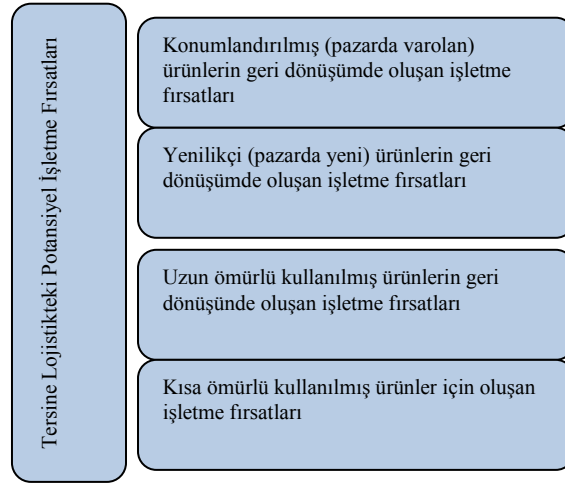 Tersine Lojistikteki Potansiyel İşletme Fırsatları
Konumlandırılmış (pazarda varolan)
ürünlerin geri dönüşümde oluşan işletme
fırsatları
Yenilikçi (pazarda yeni) ürünlerin geri
dönüşümde oluşan işletme fırsatları
Uzun ömürlü kullanılmış ürünlerin geri
dönüşünde oluşan işletme fırsatları
Kısa ömürlü kullanılmış ürünler için oluşan
işletme fırsatları